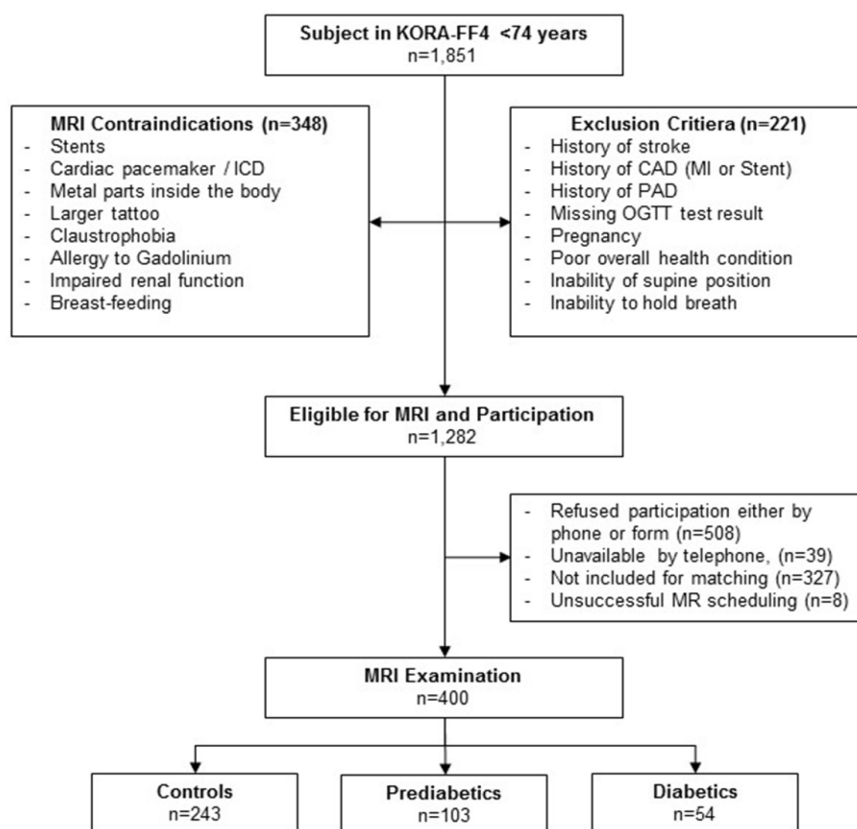 Subject in KORA-FF4 <74 years
n=1,851
MRI Contraindications (n=348)
- Stents
- Cardiac pacemaker / ICD
- Metal parts inside the body
- Larger tattoo
- Claustrophobia
- Allergy to Gadolinium
- Impaired renal function
- Breast-feeding
Exclusion Critiera (n=221)
- History of stroke
- History of CAD (MI or Stent)
- History of PAD
- Missing OGTT test result
- Pregnancy
- Poor overall health condition
- Inability of supine position
- Inability to hold breath
Eligible for MRI and Participation
n=1,282
- Refused participation either by
phone or form (n=508)
- Unavailable by telephone, (n=39)
- Not included for matching (n=327)
- Unsuccessful MR scheduling (n=8)
MRI Examination
n=400
Controls
n=243
Prediabetics
n=103
Diabetics
n=54